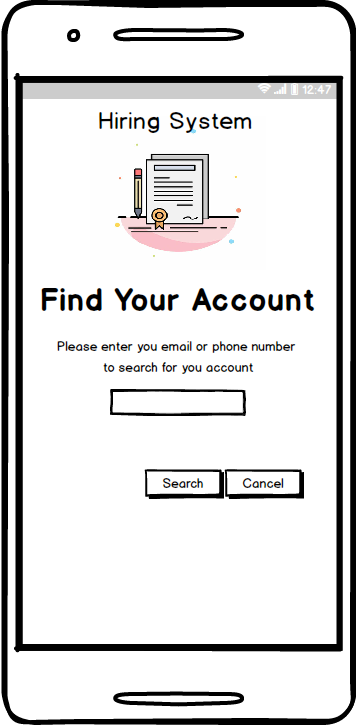 12:47
Hiring System
Find Your Account
Please enter you email or phone number
to search for you account
Search Cancel